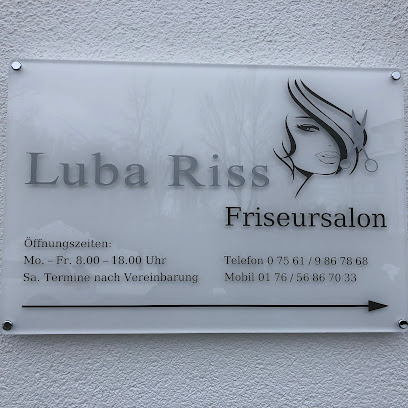 Luba Riss
Friseursalon
Öffnungszeiten:
Mo. – Fr. 8.00 – 18.00 Uhr
Sa. Termine nach Vereinbarung
Telefon 0 75 61 / 9 86 78 68
Mobil 01 76 / 56 86 70 33